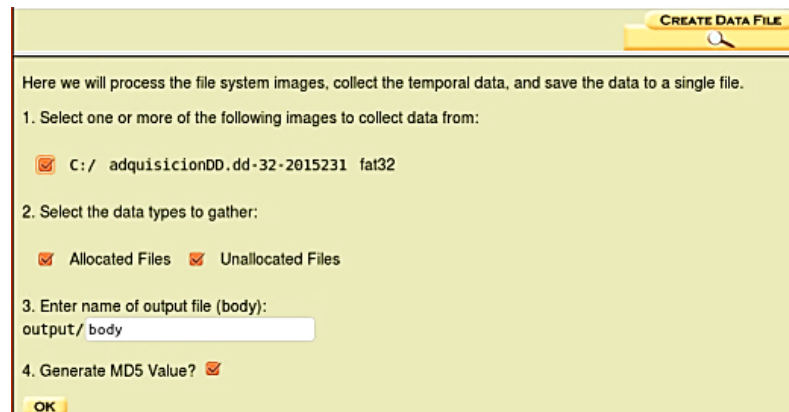 CREATE DATA FILE
Here we will process the file system images, collect the temporal data, and save the data to a single file.
1. Select one or more of the following images to collect data from:
C:/ adquisicionDD.dd-32-2015231 fat32
2. Select the data types to gather:
Allocated Files Unallocated Files
3. Enter name of output file (body):
output/body
4. Generate MD5 Value?
OK